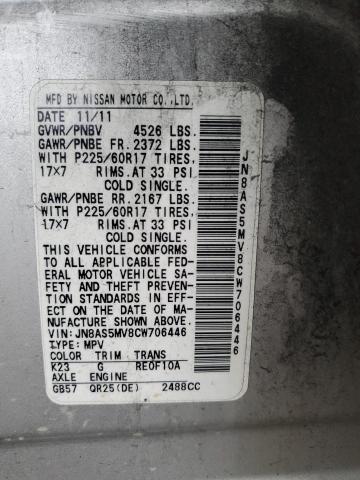 MFD BY NISSAN MOTOR CO.,LTD.
DATE 11/11
GVWR/PNBV 4526 LBS.
GAWR/PNBE FR. 2372 LBS.
WITH P225/60R17 TIRES,
17X7 RIMS.AT 33 PSI
COLD SINGLE.
GAWR/PNBE RR. 2167 LBS.
WITH P225/60R17 TIRES,
17X7 RIMS.AT 33 PSI
COLD SINGLE.
THIS VEHICLE CONFORMS
TO ALL APPLICABLE FED-
ERAL MOTOR VEHICLE SA-
FETY AND THEFT PREVEN-
TION STANDARDS IN EFF-
ECT ON THE DATE OF MA-
NUFACTURE SHOWN ABOVE.
VIN:JN8AS5MV8CW706446
TYPE: MPV
COLOR TRIM TRANS
K23 G RE0F10A
AXLE ENGINE
GB57 QR25(DE) 2488CC
JN8AS5MV8CW706446